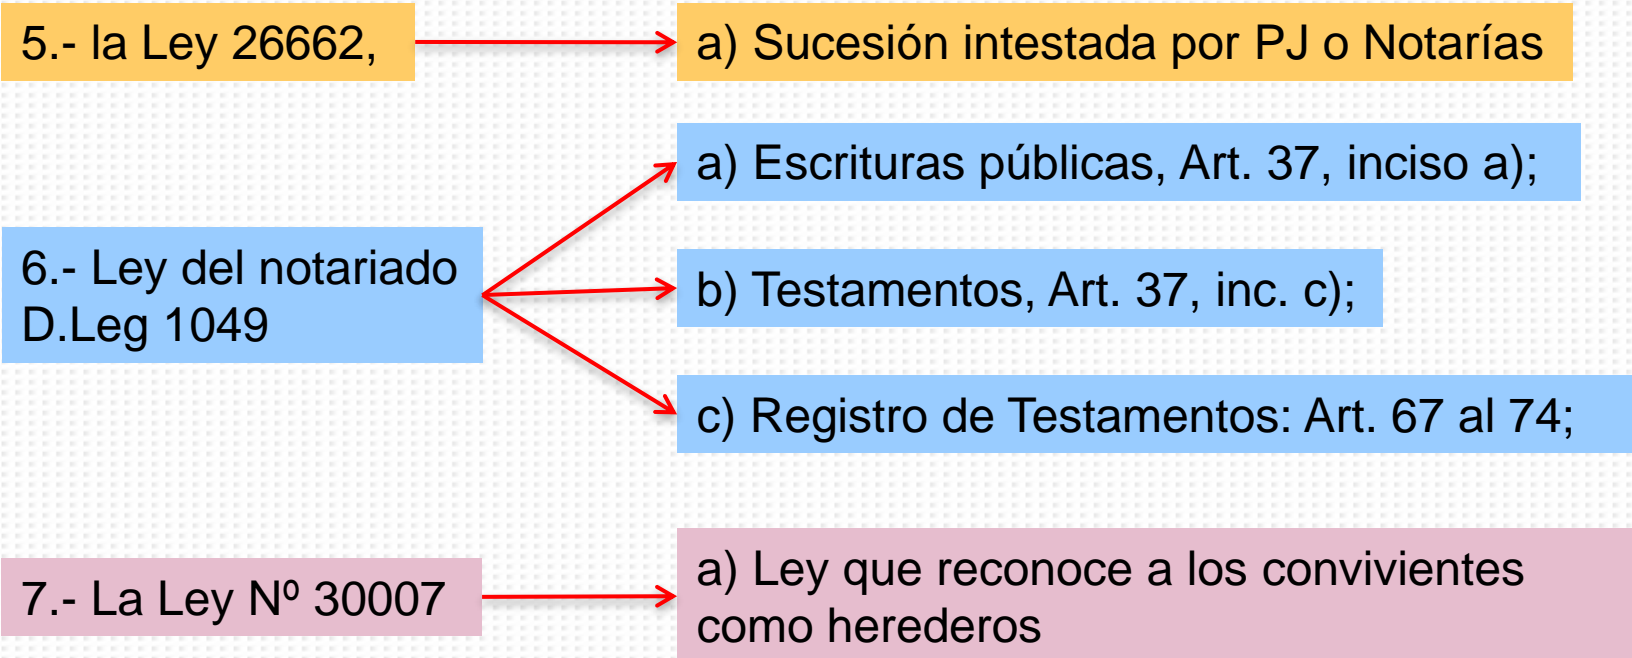 5.- la Ley 26662,
a) Sucesión intestada por PJ o Notarías
6.- Ley del notariado
D.Leg 1049
a) Escrituras públicas, Art. 37, inciso a);
b) Testamentos, Art. 37, inc. c);
c) Registro de Testamentos: Art. 67 al 74;
7.- La Ley Nº 30007
a) Ley que reconoce a los convivientes
como herederos